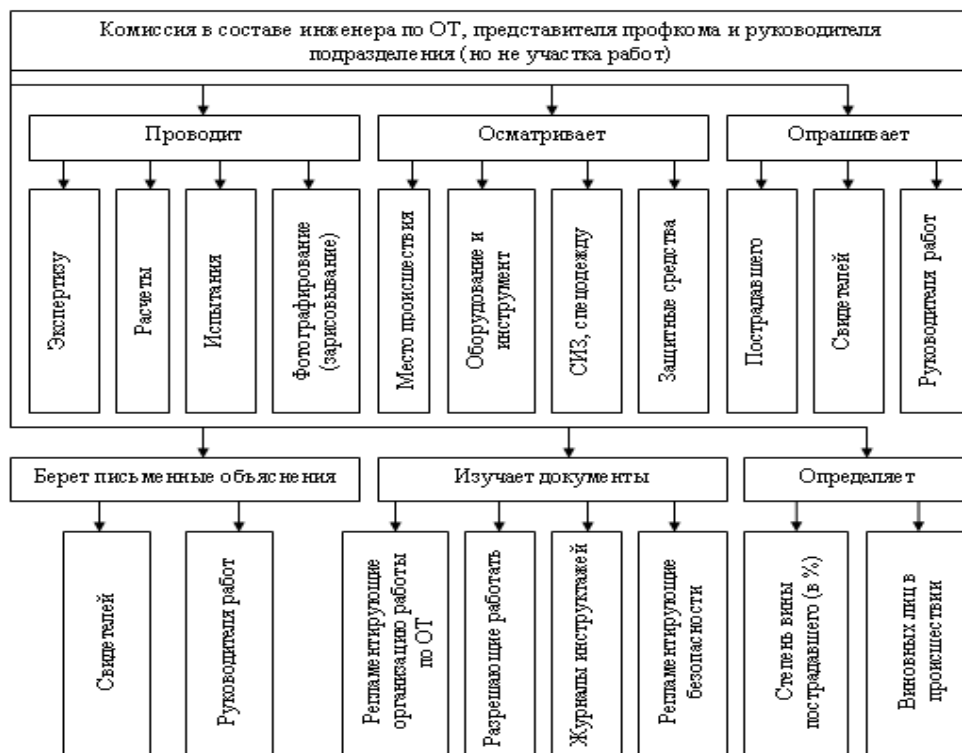 Комиссия в составе инженера по ОТ, представителя профкома и руководителя
подразделения (но не участка работ)
Проводит
Осматривает
Опрашивает
Экспертизу
Расчеты
Испытания
Фотографирование
(зарисовывание)
Место происшествия
Оборудование и
инструмент
СИЗ, спецодежду
Защитные средства
Пострадавшего
Свидетелей
Руководителя работ
Берет письменные объяснения
Изучает документы
Определяет
Свидетелей
Руководителя работ
Регламентирующие
организацию работы
по ОТ
Разрешающие работать
Журналы инструктажей
Регламентирующие
безопасности
Степень вины
пострадавшего (в %)
Виновных лиц в
происшествии